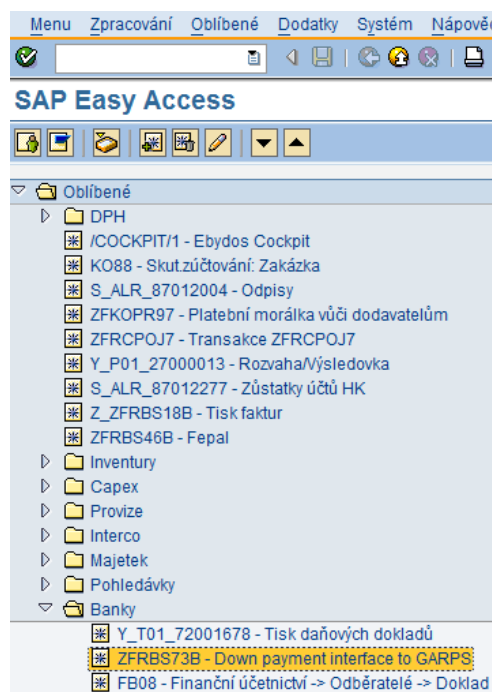 Menu Zpracování Oblíbené Dodatky Systém Nápověd
SAP Easy Access
Oblíbené
DPH
/COCKPIT/1 - Ebydos Cockpit
KO88 - Skut.zúčtování: Zakázka
S_ALR_87012004 - Odpisy
ZFKOPR97 - Platební morálka vůči dodavatelům
ZFRCPOJ7 - Transakce ZFRCPOJ7
Y_P01_27000013 - Rozvaha/Výsledovka
S_ALR_87012277 - Zůstatky účtů HK
Z_ZFRBS18B - Tisk faktur
ZFRBS46B - Fepal
Inventury
Capex
Provize
Interco
Majetek
Pohledávky
Banky
Y_T01_72001678 - Tisk daňových dokladů
ZFRBS73B - Down payment interface to GARPS
FB08 - Finanční účetnictví -> Odběratelé -> Doklad